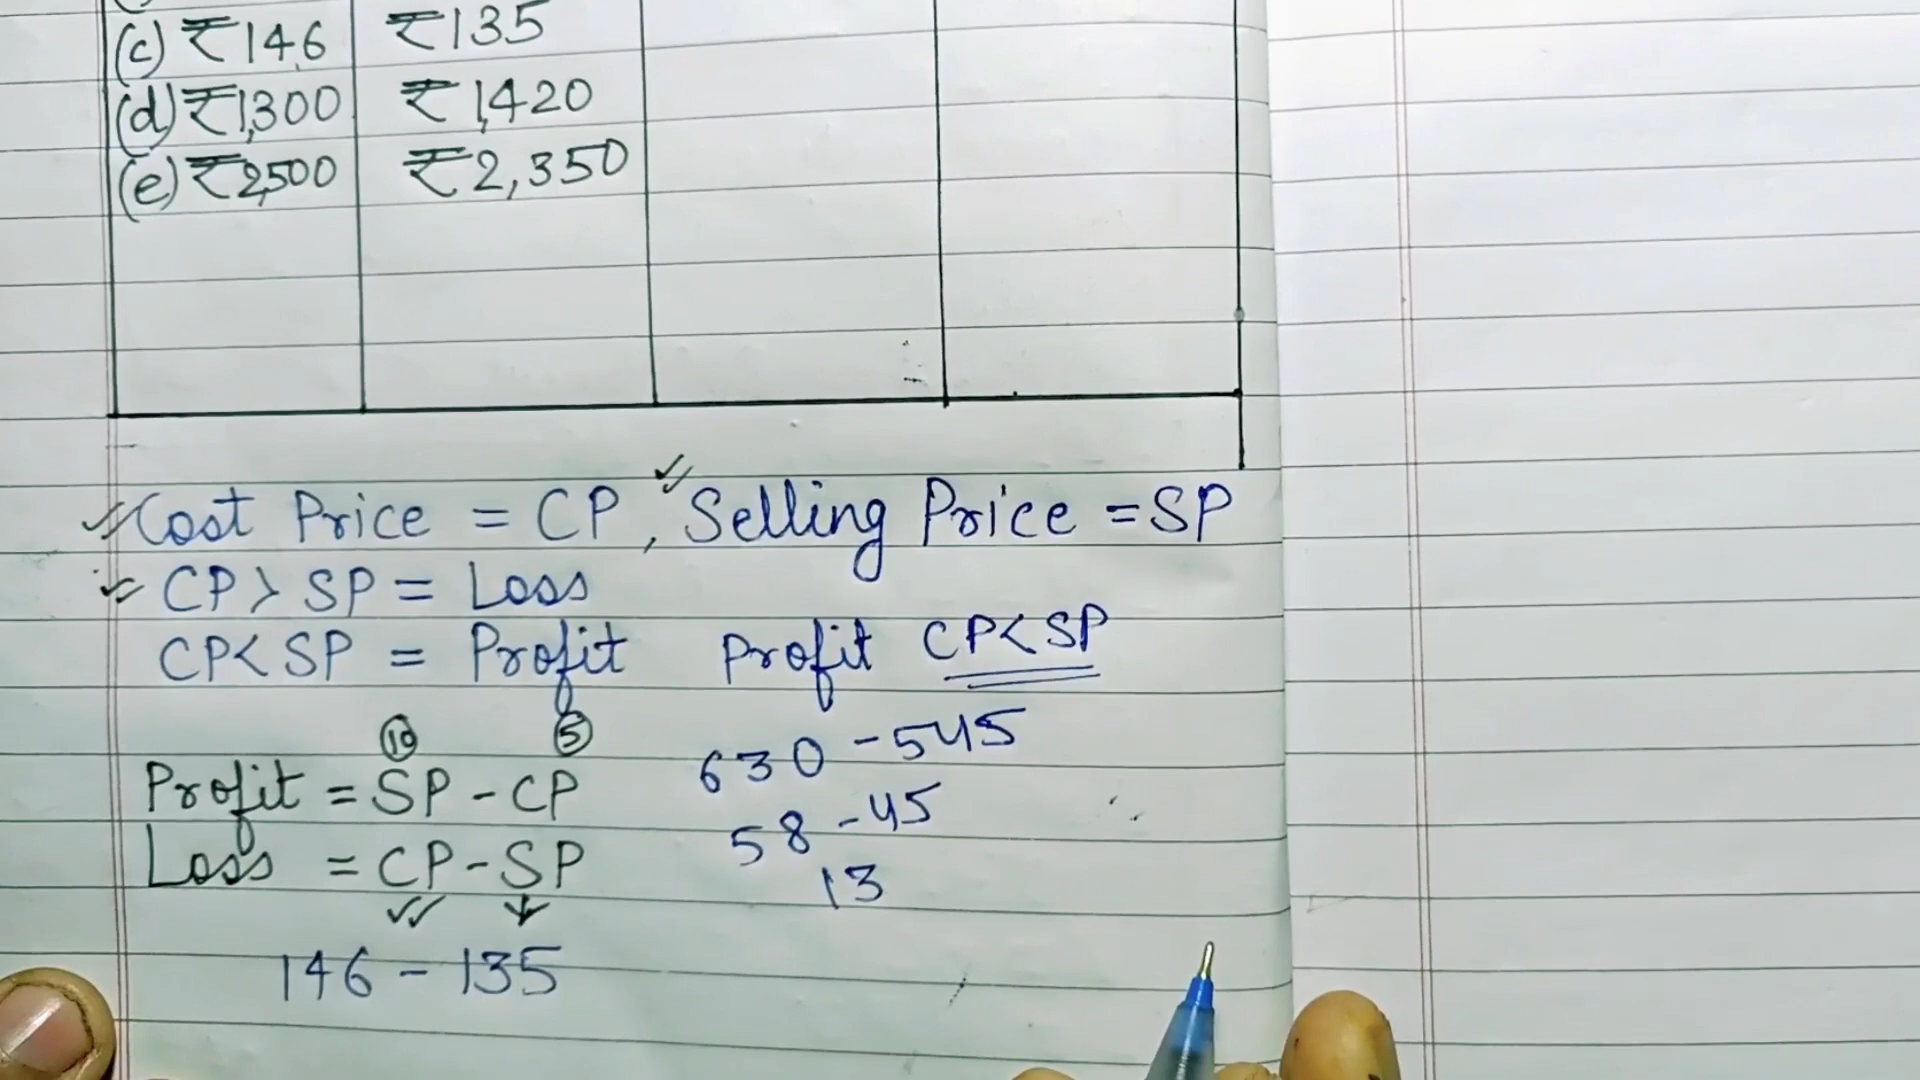 (c) ₹146 ₹135
(d) ₹1,300 ₹1,420
(e) ₹2,500 ₹2,350
Cost Price = CP, Selling Price = SP
CP > SP = Loss
CP < SP = Profit
Profit CP < SP
10 5
Profit = SP - CP
Loss = CP - SP
146 - 135
630 - 545
58 - 45
13